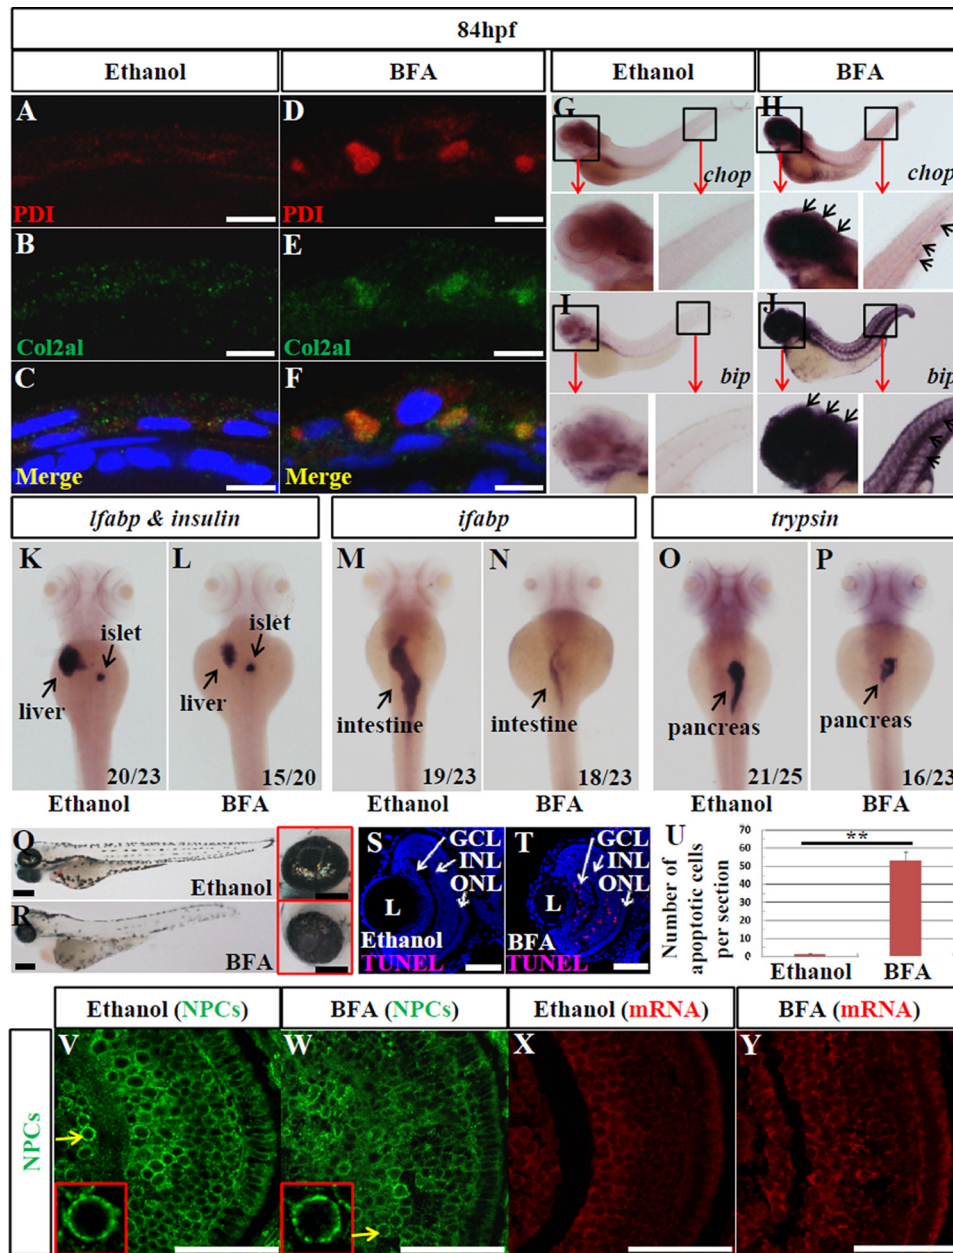 84hpf
Ethanol
BFA
Ethanol
BFA
A
PDI
D
PDI
G
chop
H
chop
B
Col2al
E
Col2al
I
bip
J
bip
C
Merge
F
Merge
lfabp & insulin
ifabp
trypsin
K
islet
liver
20/23
L
islet
liver
15/20
M
intestine
19/23
N
intestine
18/23
O
pancreas
21/25
P
pancreas
16/23
Ethanol
BFA
Ethanol
BFA
Ethanol
BFA
Q
Ethanol
R
BFA
S
GCL
INL
ONL
L
Ethanol
TUNEL
T
GCL
INL
ONL
L
BFA
TUNEL
U
Number of apoptotic cells per section
70
60
50
40
30
20
10
0
**
Ethanol
BFA
Ethanol (NPCs)
BFA (NPCs)
Ethanol (mRNA)
BFA (mRNA)
NPCs
V
W
X
Y